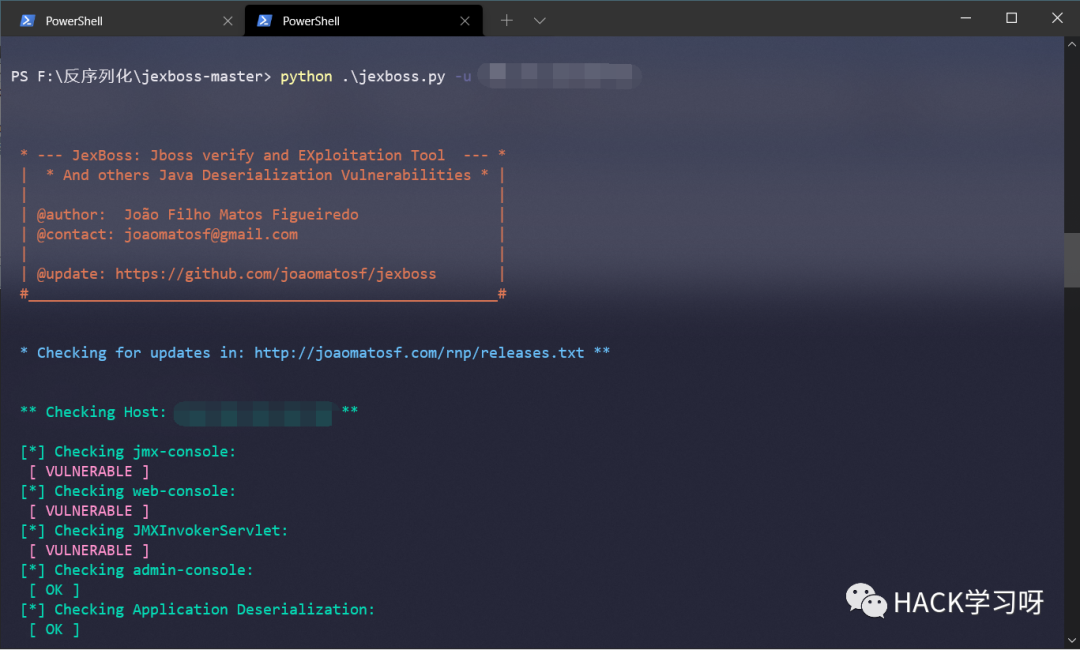 PowerShell
PowerShell
PS F:\反序列化\jexboss-master> python .\jexboss.py -u
* --- JexBoss: Jboss verify and EXploitation Tool  --- *
|  * And others Java Deserialization Vulnerabilities * |
|                                                      |
| @author:  João Filho Matos Figueiredo                |
| @contact: joaomatosf@gmail.com                       |
|                                                      |
| @update: https://github.com/joaomatosf/jexboss       |
#______________________________________________________#
* Checking for updates in: http://joaomatosf.com/rnp/releases.txt **
** Checking Host: **
[*] Checking jmx-console:
[ VULNERABLE ]
[*] Checking web-console:
[ VULNERABLE ]
[*] Checking JMXInvokerServlet:
[ VULNERABLE ]
[*] Checking admin-console:
[ OK ]
[*] Checking Application Deserialization:
[ OK ]
HACK学习呀